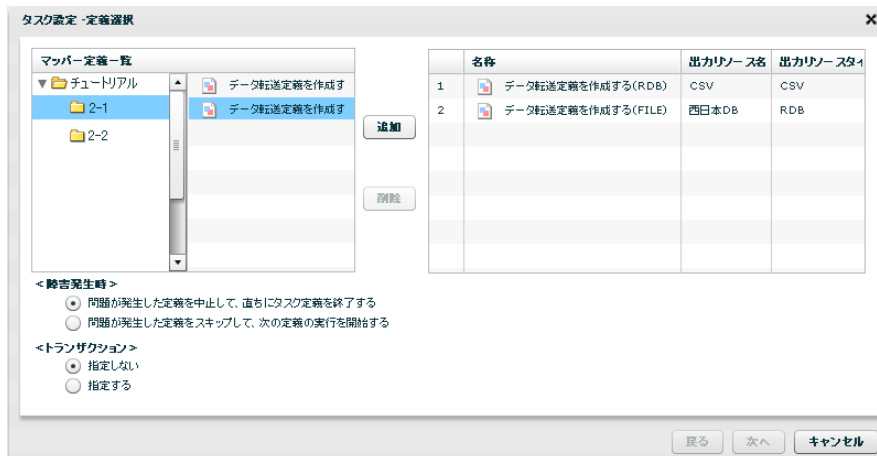 タスク設定 -定義選択
マッパー定義一覧
チュートリアル
2-1
2-2
データ転送定義を作成す
データ転送定義を作成す
追加
削除
名称 出力リソース名 出力リソースタイ
1 データ転送定義を作成する(RDB) CSV CSV
2 データ転送定義を作成する(FILE) 西日本DB RDB
<障害発生時>
問題が発生した定義を中止して、直ちにタスク定義を終了する
問題が発生した定義をスキップして、次の定義の実行を開始する
<トランザクション>
指定しない
指定する
戻る 次へ キャンセル